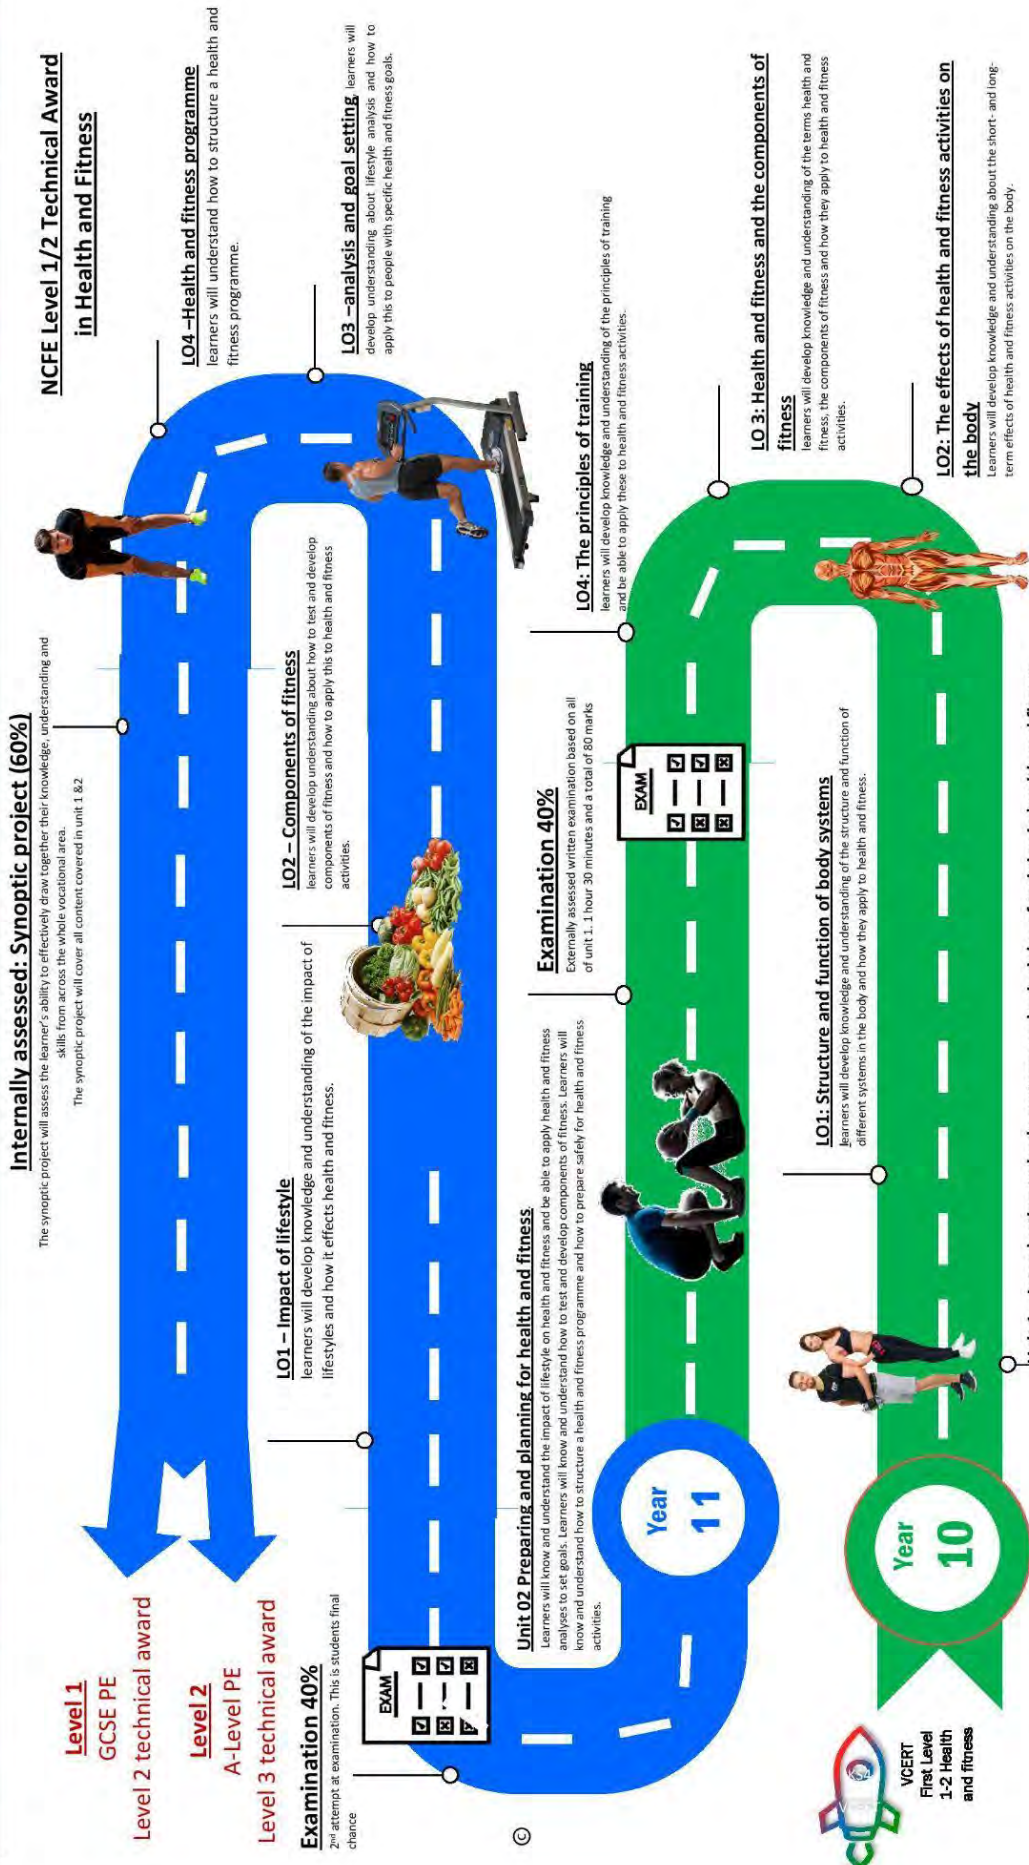 NCFE Level 1/2 Technical Award
in Health and Fitness
Internally assessed: Synoptic project (60%)
The synoptic project will assess the learner's ability to effectively draw together their knowledge, understanding and
skills from across the whole vocational area.
The synoptic project will cover all content covered in unit 1 &2
LO4 –Health and fitness programme
learners will understand how to structure a health and
fitness programme.
LO3 –analysis and goal setting, learners will
develop understanding about lifestyle analysis and how to
apply this to people with specific health and fitness goals.
Level 1
GCSE PE
Level 2 technical award
Level 2
A-Level PE
Level 3 technical award
LO1 – Impact of lifestyle
learners will develop knowledge and understanding of the impact of
lifestyles and how it effects health and fitness.
LO2 – Components of fitness
learners will develop understanding about how to test and develop
components of fitness and how to apply this to health and fitness
activities.
Examination 40%
2nd attempt at examination. This is students final
chance
EXAM
©
Unit 02 Preparing and planning for health and fitness
Learners will know and understand the impact of lifestyle on health and fitness and be able to apply health and fitness
analyses to set goals. Learners will know and understand how to test and develop components of fitness. Learners will
know and understand how to structure a health and fitness programme and how to prepare safely for health and fitness
activities.
Examination 40%
Externally assessed written examination based on all
of unit 1. 1 hour 30 minutes and a total of 80 marks
LO4: The principles of training
learners will develop knowledge and understanding of the principles of training
and be able to apply these to health and fitness activities.
Year
11
EXAM
LO 3: Health and fitness and the components of
fitness
learners will develop knowledge and understanding of the terms health and
fitness, the components of fitness and how they apply to health and fitness
activities.
LO1: Structure and function of body systems
learners will develop knowledge and understanding of the structure and function of
different systems in the body and how they apply to health and fitness.
LO2: The effects of health and fitness activities on
the body
Learners will develop knowledge and understanding about the short- and long-
term effects of health and fitness activities on the body.
Year
10
VCERT
First Level
1-2 Health
and fitness